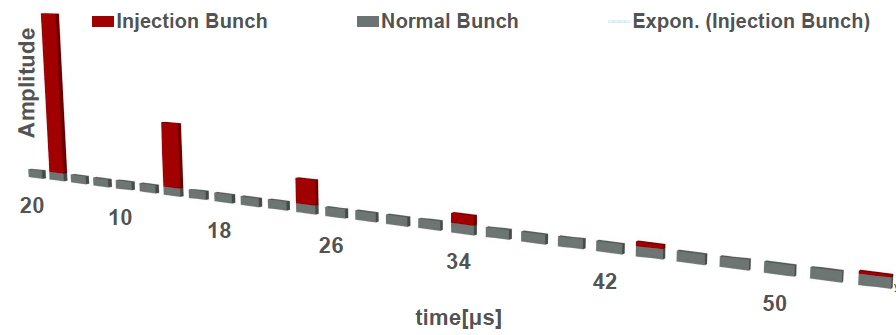 Injection Bunch Normal Bunch Expon. (Injection Bunch)
Amplitude
20 10 18 26 34 42 50
time[µs]